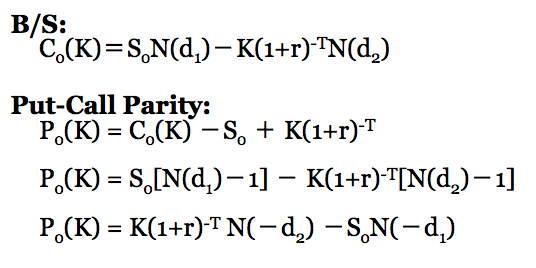 B/S:
C₀(K)=S₀N(d₁)−K(1+r)⁻ᵀN(d₂)
Put-Call Parity:
P₀(K) = C₀(K) −S₀ + K(1+r)⁻ᵀ
P₀(K) = S₀[N(d₁)−1] − K(1+r)⁻ᵀ[N(d₂)−1]
P₀(K) = K(1+r)⁻ᵀ N(−d₂) −S₀N(−d₁)